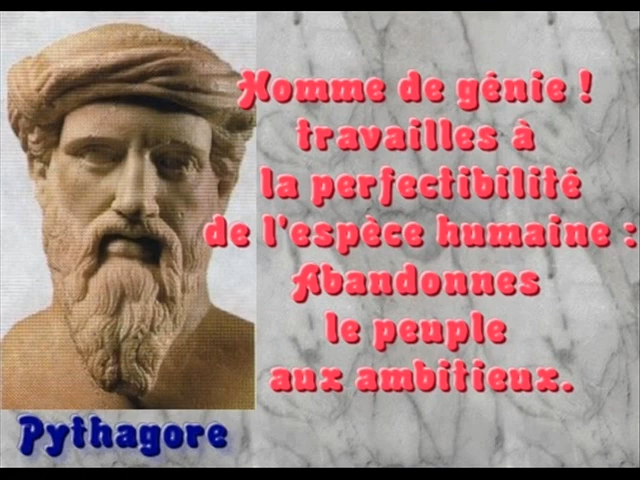 Homme de génie !
travailles à
la perfectibilité
de l'espèce humaine :
Abandonnes
le peuple
aux ambitieux.
Pythagore